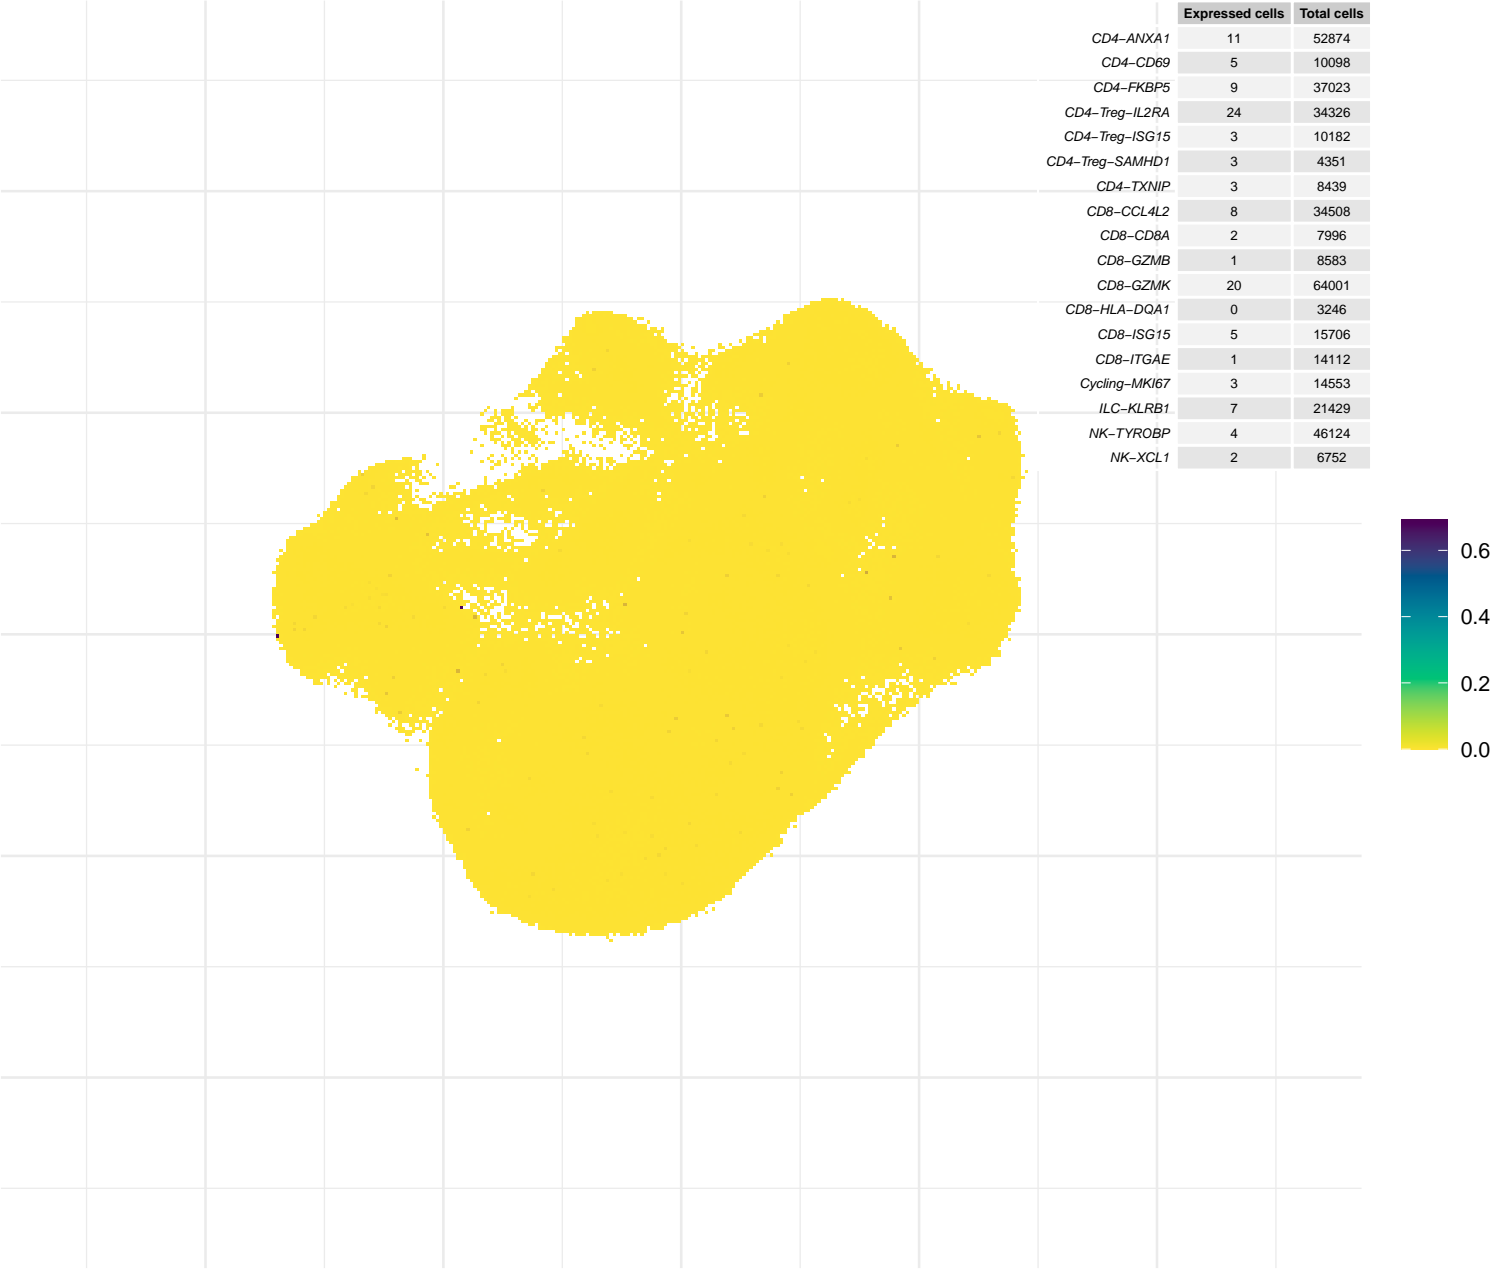 Expressed cells Total cells
CD4−ANXA1 11 52874
CD4−CD69 5 10098
CD4−FKBP5 9 37023
CD4−Treg−IL2RA 24 34326
CD4−Treg−ISG15 3 10182
CD4−Treg−SAMHD1 3 4351
CD4−TXNIP 3 8439
CD8−CCL4L2 8 34508
CD8−CD8A 2 7996
CD8−GZMB 1 8583
CD8−GZMK 20 64001
CD8−HLA−DQA1 0 3246
CD8−ISG15 5 15706
CD8−ITGAE 1 14112
Cycling−MKI67 3 14553
ILC−KLRB1 7 21429
NK−TYROBP 4 46124
NK−XCL1 2 6752
0.6
0.4
0.2
0.0